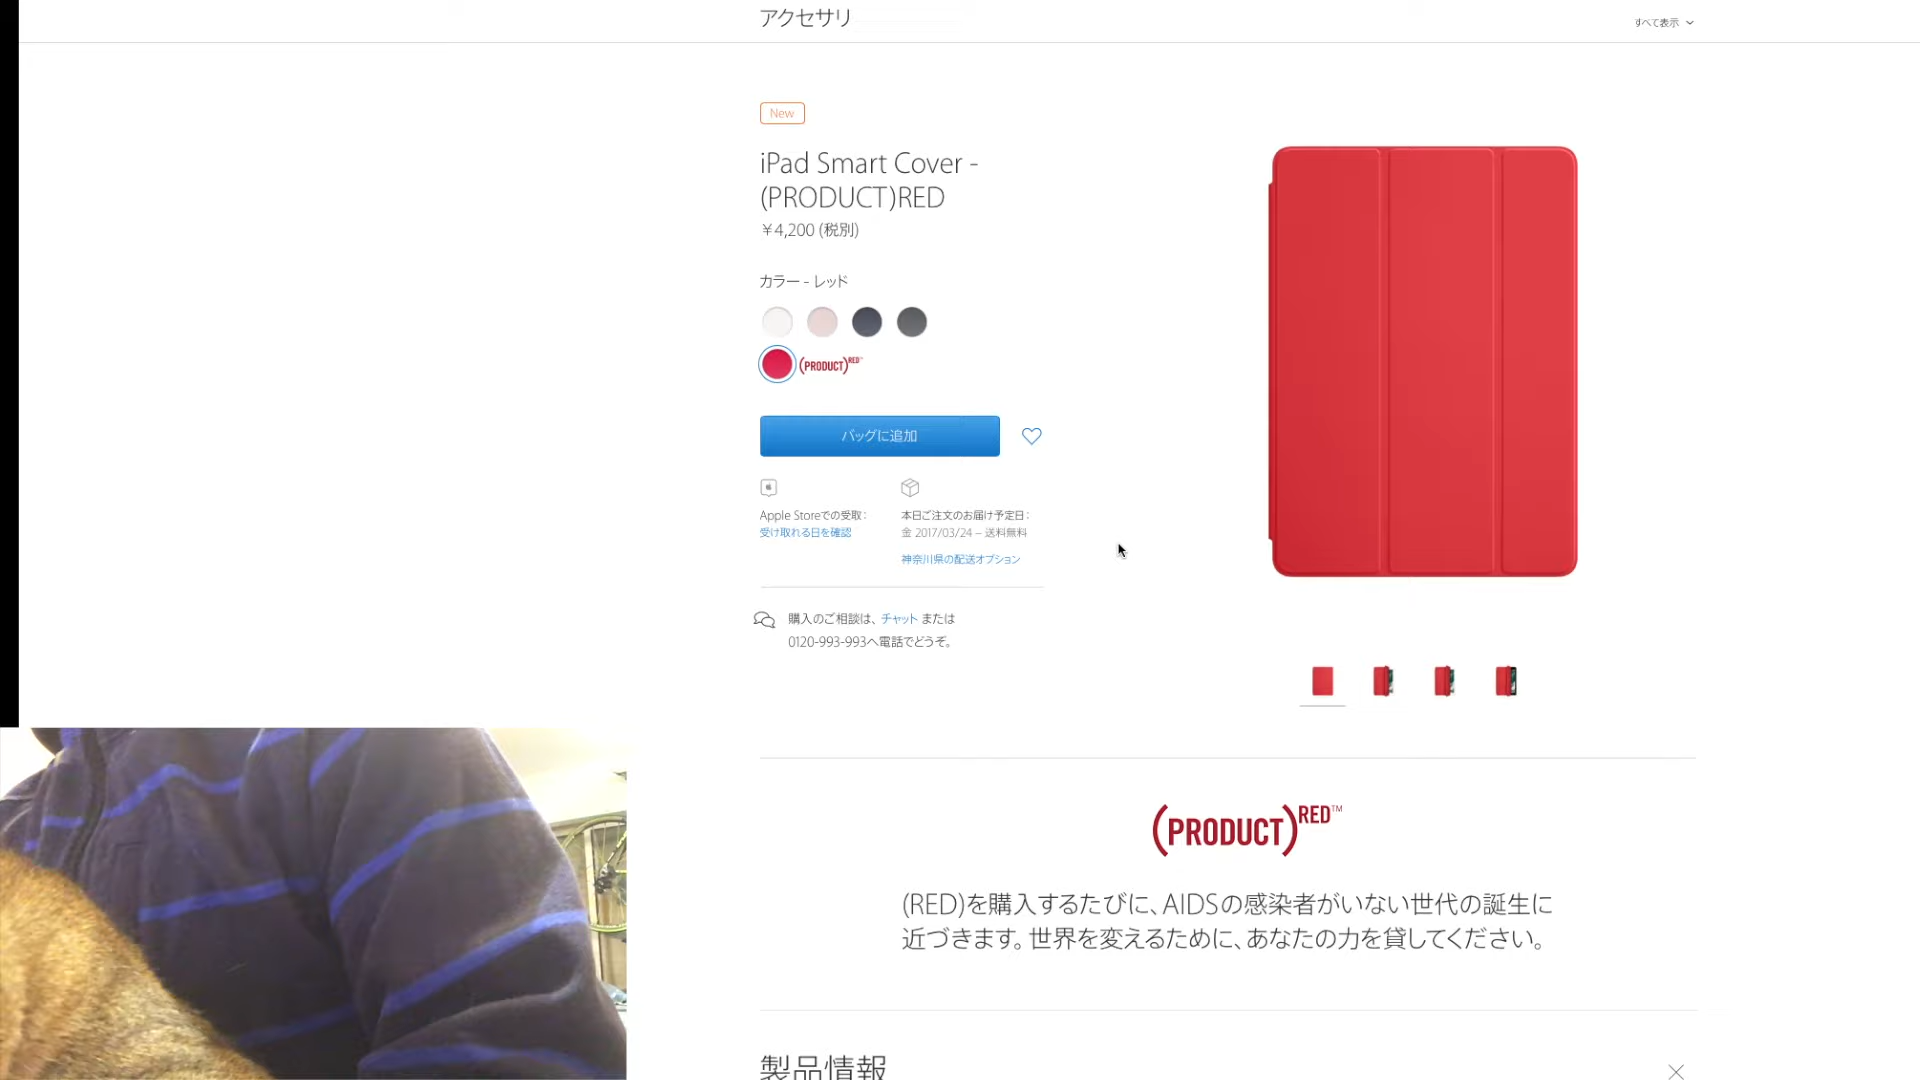 アクセサリ
すべて表示
New
iPad Smart Cover -
(PRODUCT)RED
¥4,200 (税別)
カラー - レッド
(PRODUCT)RED™
バッグに追加
Apple Storeでの受取：
受け取れる日を確認
本日ご注文のお届け予定日：
金 2017/03/24 – 送料無料
神奈川県の配送オプション
購入のご相談は、チャット または
0120-993-993へ電話でどうぞ。
(PRODUCT)RED™
(RED)を購入するたびに、AIDSの感染者がいない世代の誕生に
近づきます。世界を変えるために、あなたの力を貸してください。
製品情報